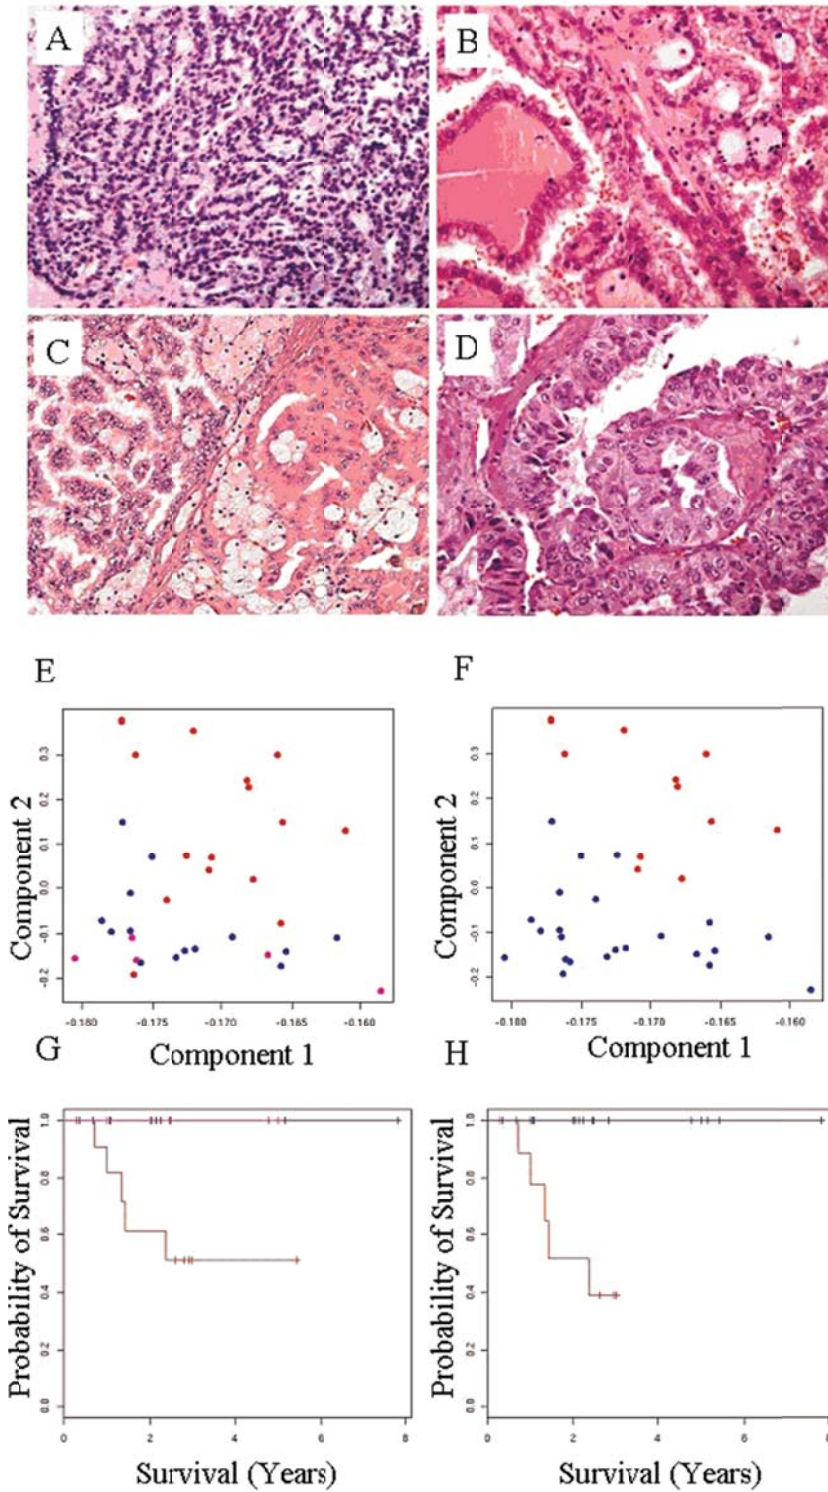 A
B
C
D
E
F
Component 2
0.3
0.2
0.1
0.0
-0.1
-0.2
-0.180
-0.175
-0.170
-0.165
-0.160
Component 1
Component 2
0.3
0.2
0.1
0.0
-0.1
-0.2
-0.180
-0.175
-0.170
-0.165
-0.160
Component 1
G
H
Probability of Survival
1.0
0.8
0.6
0.4
0.2
0.0
0
2
4
6
8
Survival (Years)
Probability of Survival
1.0
0.8
0.6
0.4
0.2
0.0
0
2
4
6
8
Survival (Years)